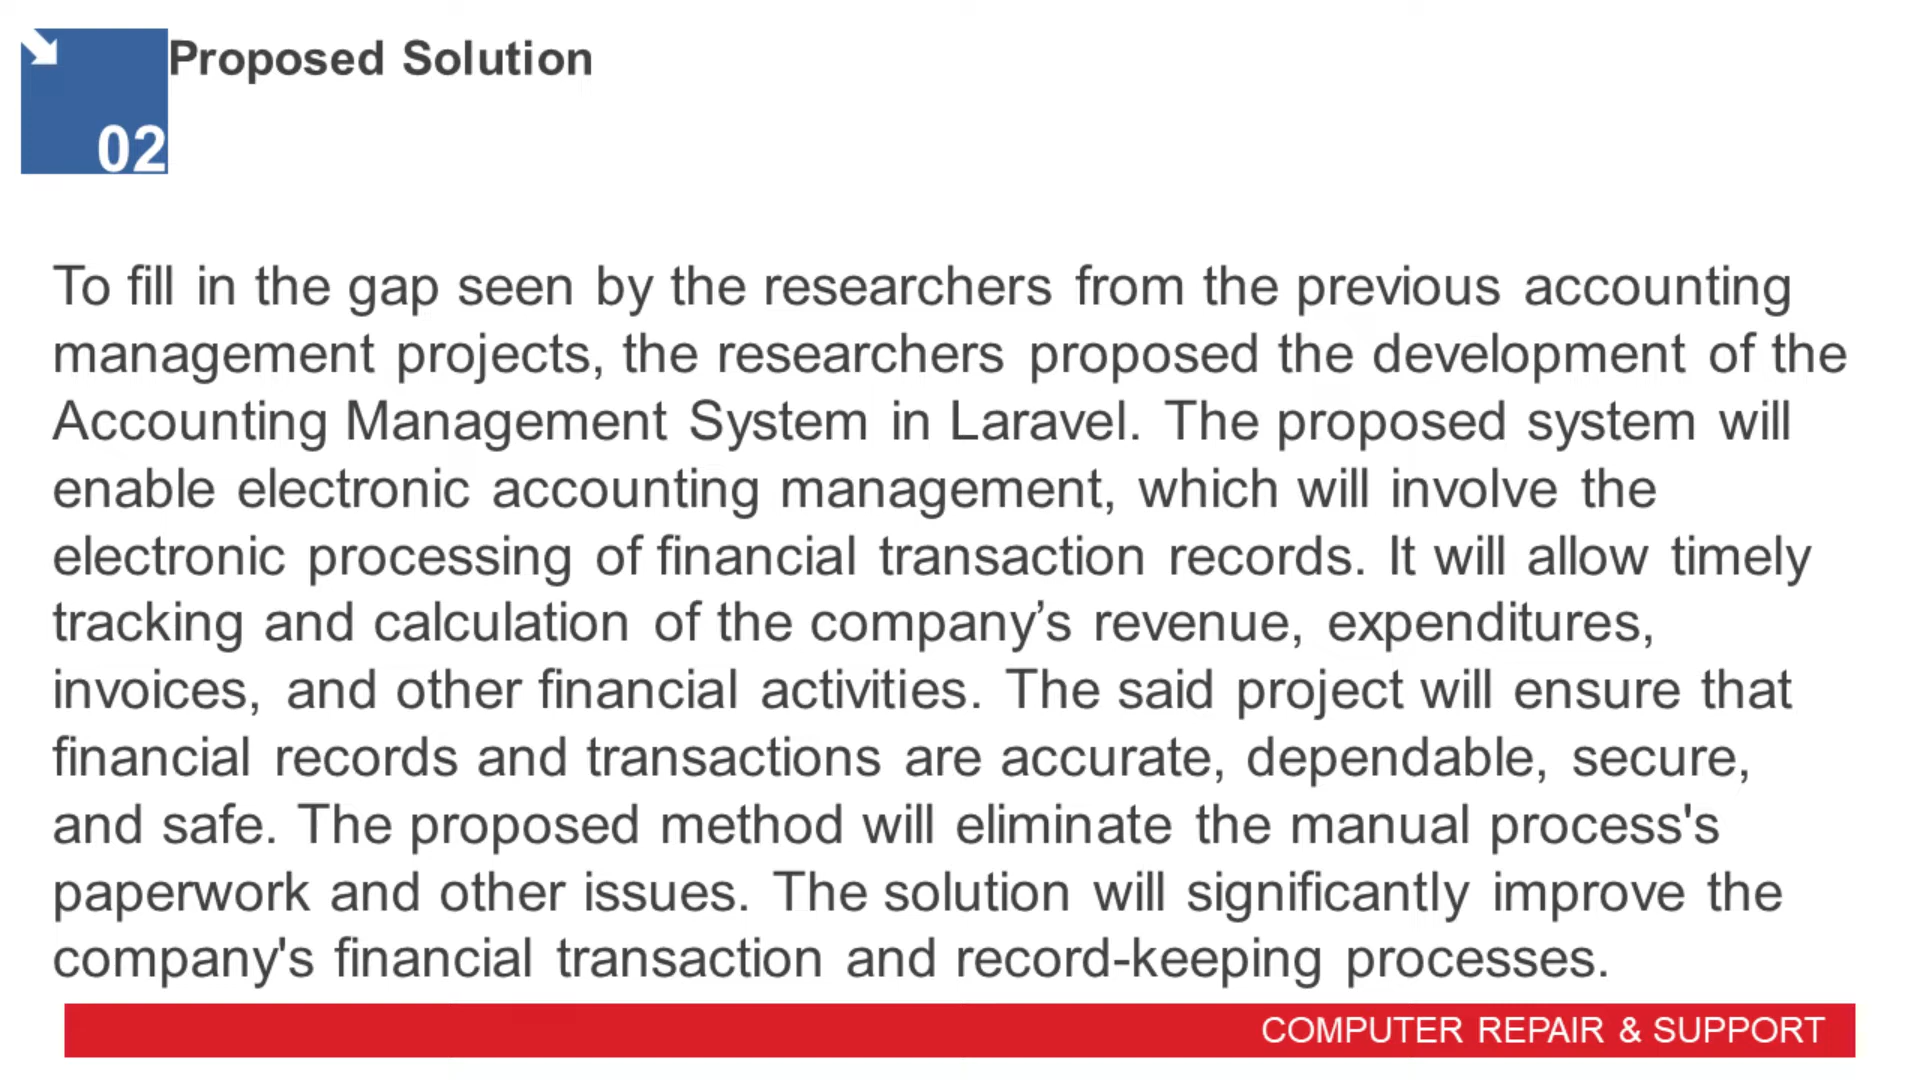 Proposed Solution
02
To fill in the gap seen by the researchers from the previous accounting
management projects, the researchers proposed the development of the
Accounting Management System in Laravel. The proposed system will
enable electronic accounting management, which will involve the
electronic processing of financial transaction records. It will allow timely
tracking and calculation of the company’s revenue, expenditures,
invoices, and other financial activities. The said project will ensure that
financial records and transactions are accurate, dependable, secure,
and safe. The proposed method will eliminate the manual process's
paperwork and other issues. The solution will significantly improve the
company's financial transaction and record-keeping processes.
COMPUTER REPAIR & SUPPORT